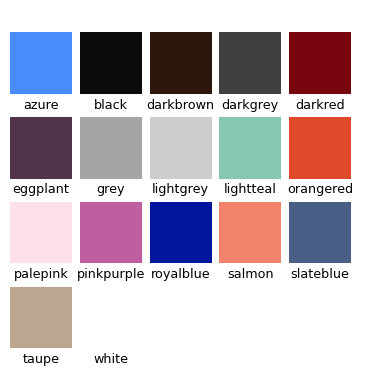 azure black darkbrown darkgrey darkred
eggplant grey lightgrey lightteal orangered
palepink pinkpurple royalblue salmon slateblue
taupe white